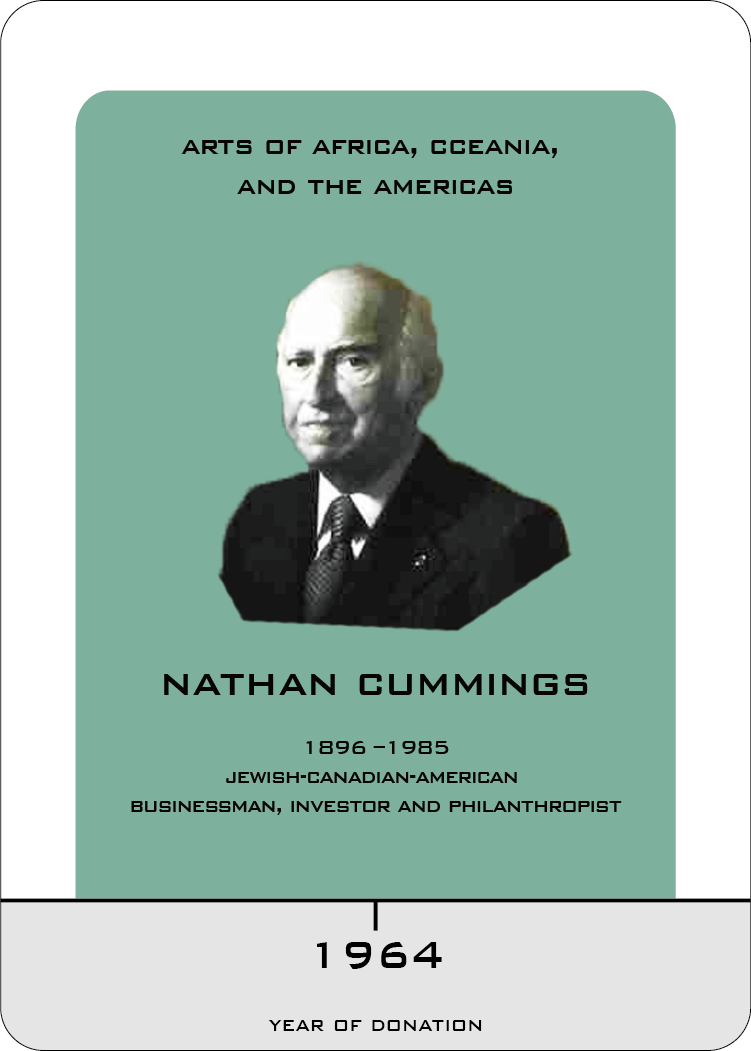 ARTS OF AFRICA, CCEANIA,
AND THE AMERICAS
NATHAN CUMMINGS
1896 –1985
JEWISH-CANADIAN-AMERICAN
BUSINESSMAN, INVESTOR AND PHILANTHROPIST
1964
YEAR OF DONATION